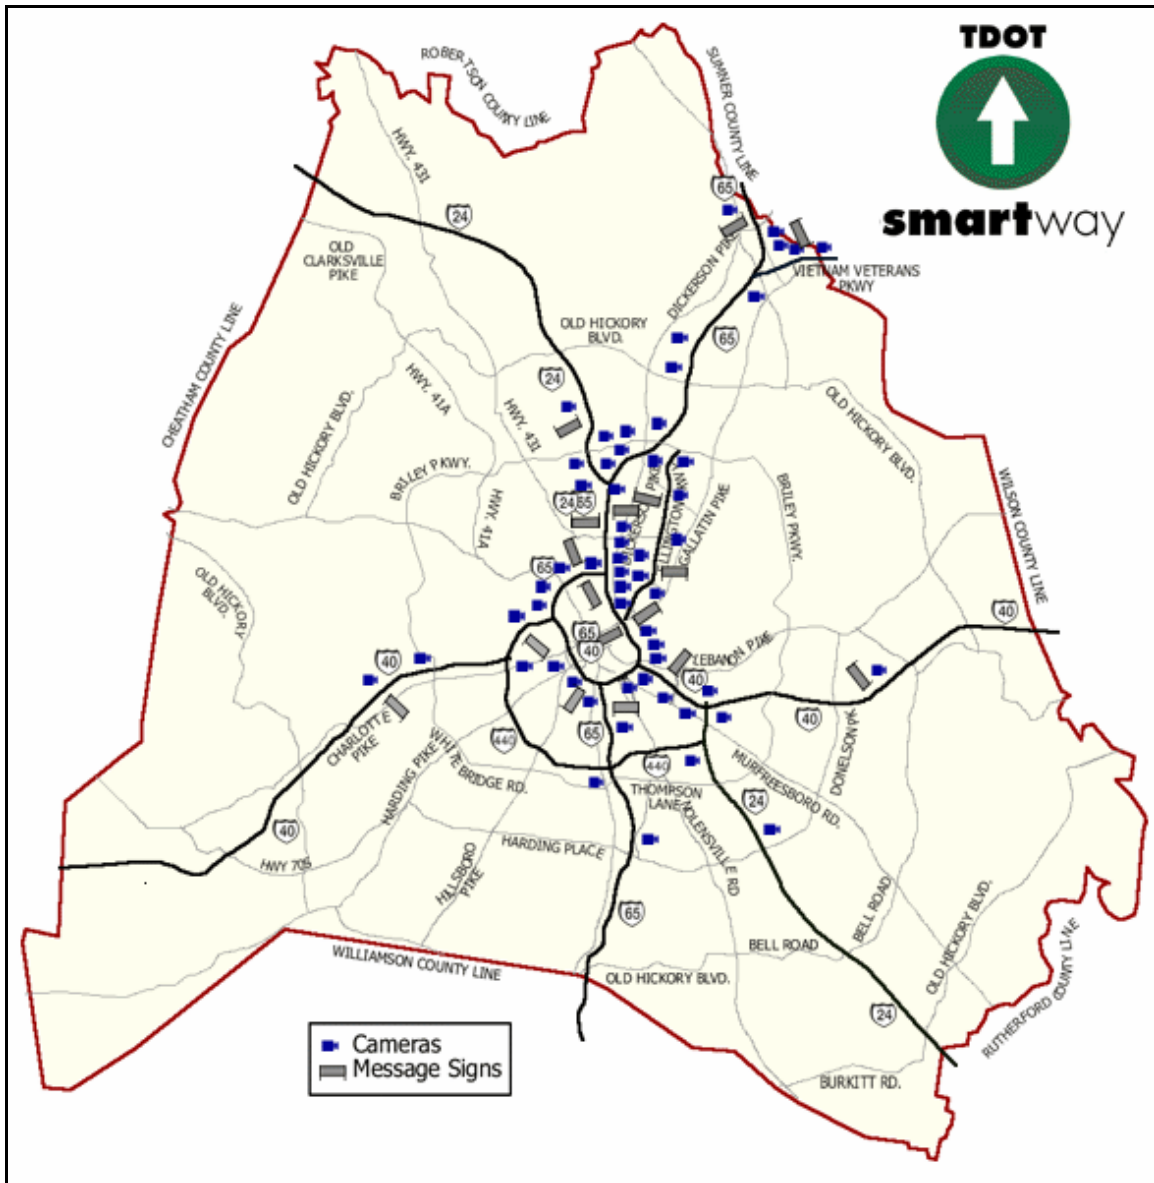 TDOT
smartway
ROBERTSON COUNTY LINE
SUMNER COUNTY LINE
HWY. 431
65
24
OLD
CLARKSVILLE
PIKE
DICKERSON PIKE
VIETNAM VETERANS
PKWY
CHEATHAM COUNTY LINE
OLD HICKORY
BLVD.
65
24
HWY. 41A
HWY. 431
OLD HICKORY BLVD.
OLD HICKORY BLVD.
BRILEY PKWY.
HWY. 41A
24
65
PIKE
GALLATIN PIKE
BRILEY PKWY.
WILSON COUNTY LINE
65
OLD HICKORY
BLVD.
40
65
40
40
40
LEBANON PIKE
40
CHARLOTTE
PIKE
HARDING PIKE
WHITE BRIDGE RD.
440
65
440
THOMPSON
LANE
MURFREESBORO RD.
DONELSON PK.
24
40
HWY 70S
HARDING PLACE
HILLSBORO
PIKE
NOLENSVILLE RD
65
BELL ROAD
BELL ROAD
OLD HICKORY BLVD.
WILLIAMSON COUNTY LINE
OLD HICKORY BLVD.
24
RUTHERFORD COUNTY LINE
BURKITT RD.
Cameras
Message Signs